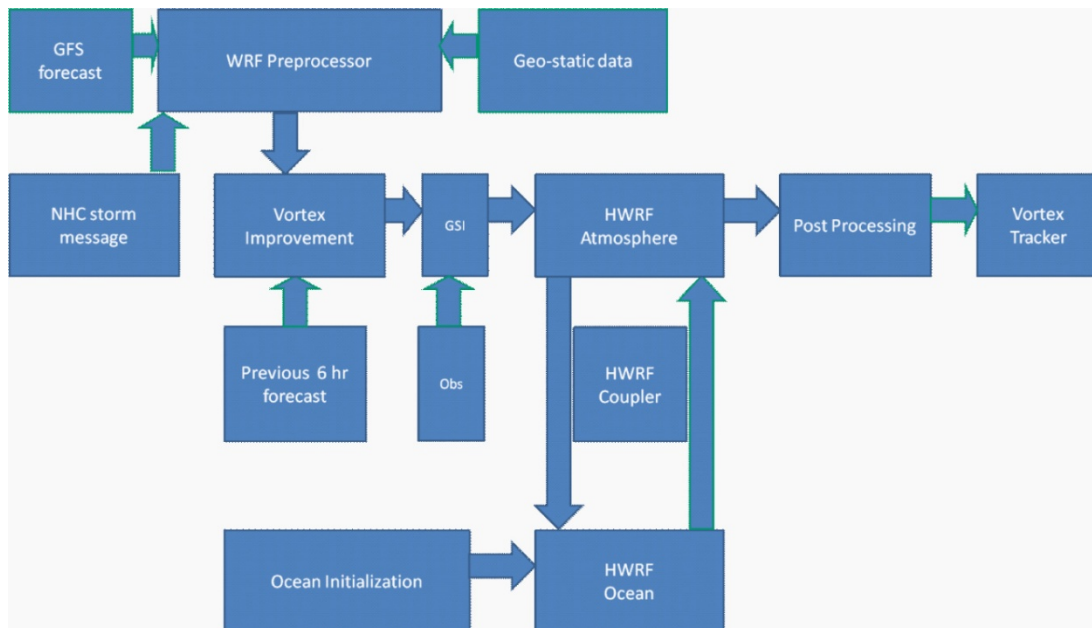 GFS
forecast
WRF Preprocessor
Geo-static data
NHC storm
message
Vortex
Improvement
GSI
HWRF
Atmosphere
Post Processing
Vortex
Tracker
Previous 6 hr
forecast
Obs
HWRF
Coupler
Ocean Initialization
HWRF
Ocean